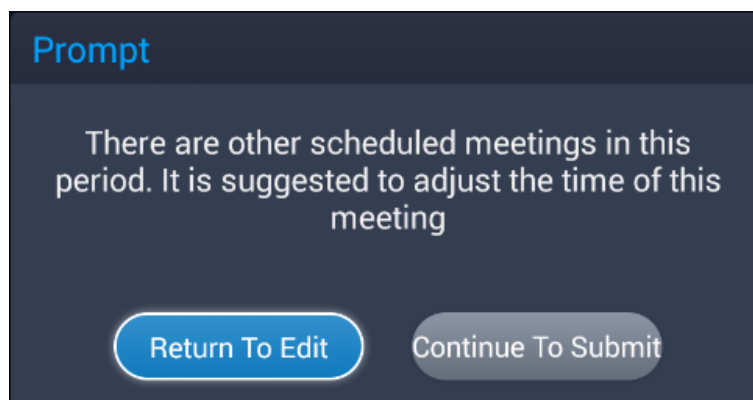 Prompt
There are other scheduled meetings in this
period. It is suggested to adjust the time of this
meeting
Return To Edit
Continue To Submit